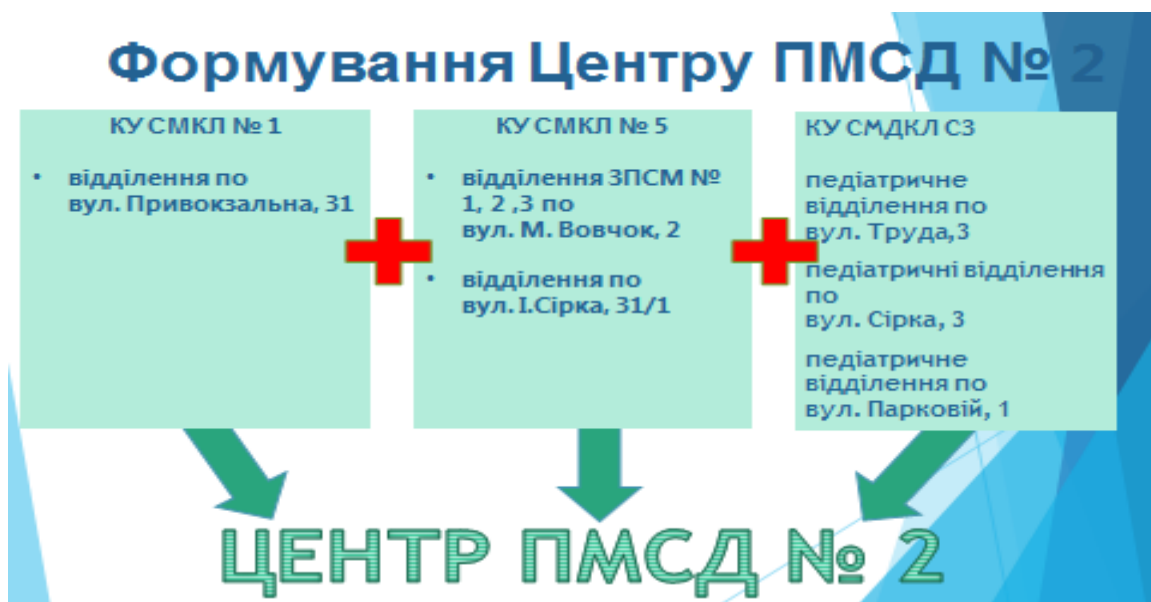 Формування Центру ПМСД № 2
КУ СМКЛ № 1
• відділення по
вул. Привокзальна, 31
КУ СМКЛ № 5
• відділення ЗПСМ №
1, 2 ,3 по
вул. М. Вовчок, 2
• відділення по
вул. І.Сірка, 31/1
КУ СМДКЛ СЗ
педіатричне
відділення по
вул. Труда,3
педіатричні відділення
по
вул. Сірка, 3
педіатричне
відділення по
вул. Парковій, 1
ЦЕНТР ПМСД № 2